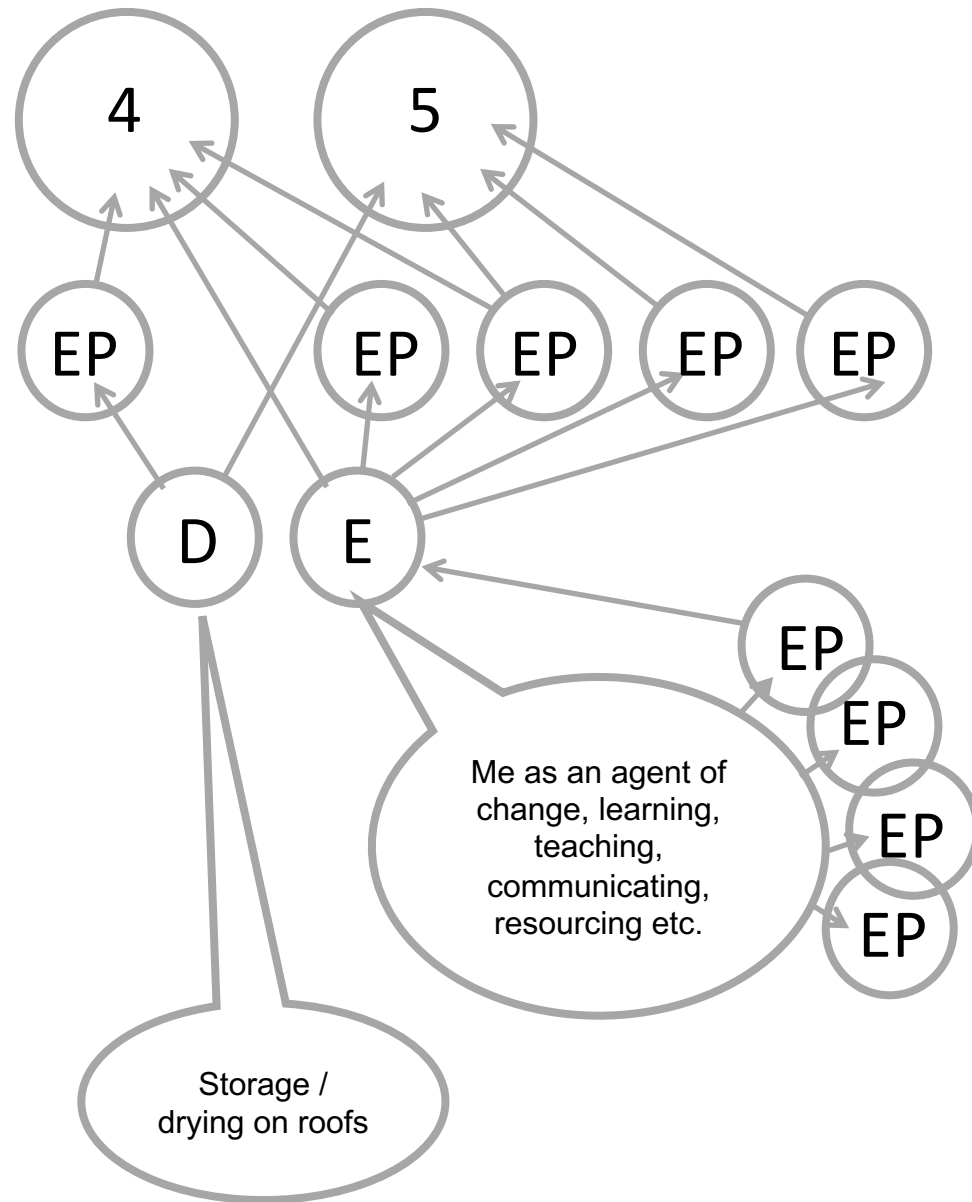 4
5
EP
EP
EP
EP
EP
D
E
EP
EP
EP
EP
Me as an agent of
change, learning,
teaching,
communicating,
resourcing etc.
Storage /
drying on roofs